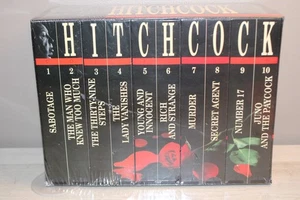 HITCHCOCK
1 2 3 4 5 6 7 8 9 10
SABOTAGE
THE MAN WHO
KNEW TOO MUCH
THE THIRTY-NINE
STEPS
THE
LADY VANISHES
YOUNG AND
INNOCENT
RICH
AND STRANGE
MURDER
SECRET AGENT
NUMBER 17
JUNO
AND THE PAYCOCK